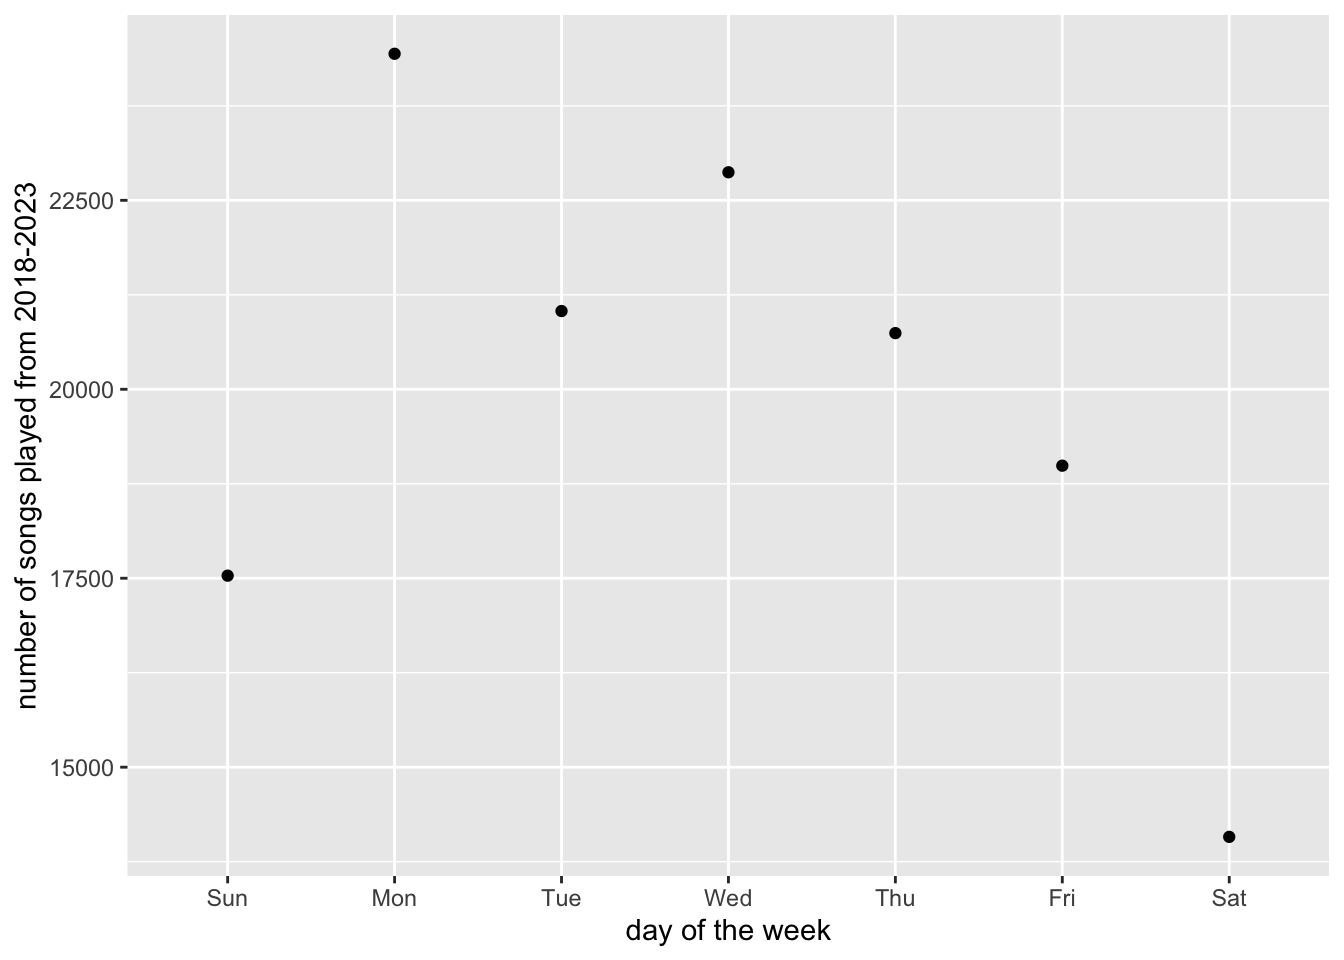 number of songs played from 2018-2023
22500
20000
17500
15000
Sun Mon Tue Wed Thu Fri Sat
day of the week